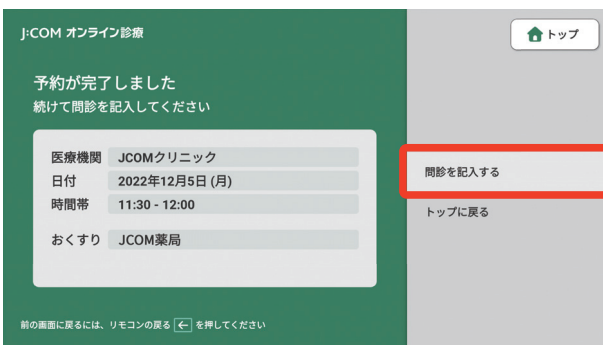 J:COM オンライン診療
トップ
予約が完了しました
続けて問診を記入してください
医療機関 JCOMクリニック
日付 2022年12月5日 (月)
時間帯 11:30 - 12:00
おくすり JCOM薬局
問診を記入する
トップに戻る
前の画面に戻るには、リモコンの戻る ← を押してください